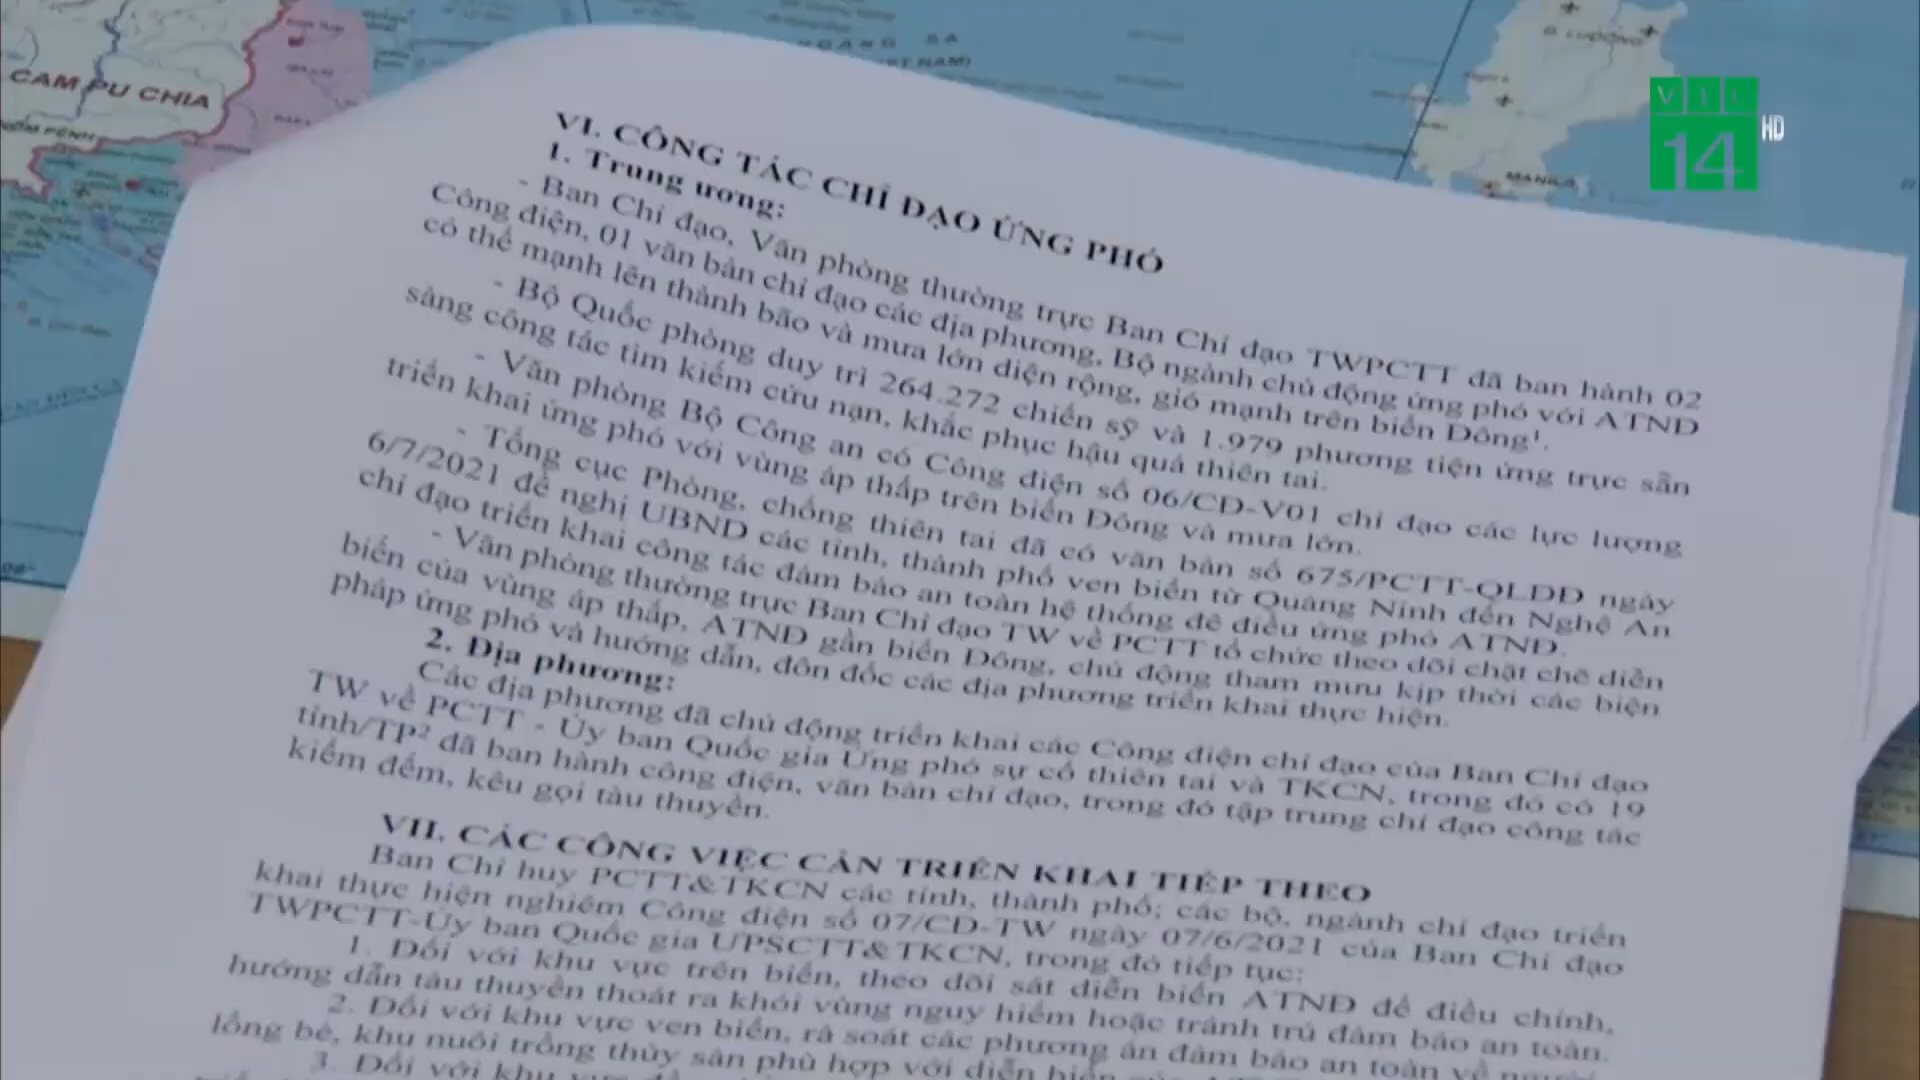 CAM PU CHIA
MANILA
VTC
14
HD
VI. CÔNG TÁC CHỈ ĐẠO ỨNG PHÓ
1. Trung ương:
- Ban Chỉ đạo, Văn phòng thường trực Ban Chỉ đạo TWPCTT đã ban hành 02
Công điện, 01 văn bản chỉ đạo các địa phương, Bộ ngành chủ động ứng phó với ATNĐ
có thể mạnh lên thành bão và mưa lớn diện rộng, gió mạnh trên biển Đông¹.
- Bộ Quốc phòng duy trì 264.272 chiến sỹ và 1.979 phương tiện ứng trực sẵn
sàng công tác tìm kiếm cứu nạn, khắc phục hậu quả thiên tai.
- Văn phòng Bộ Công an có Công điện số 06/CĐ-V01 chỉ đạo các lực lượng
triển khai ứng phó với vùng áp thấp trên biển Đông và mưa lớn.
- Tổng cục Phòng, chống thiên tai đã có văn bản số 675/PCTT-QLĐĐ ngày
6/7/2021 đề nghị UBND các tỉnh, thành phố ven biển từ Quảng Ninh đến Nghệ An
chỉ đạo triển khai công tác đảm bảo an toàn hệ thống đê điều ứng phó ATNĐ.
- Văn phòng thường trực Ban Chỉ đạo TW về PCTT tổ chức theo dõi chặt chẽ diễn
biến của vùng áp thấp, ATNĐ gần biển Đông, chủ động tham mưu kịp thời các biện
pháp ứng phó và hướng dẫn, đôn đốc các địa phương triển khai thực hiện.
2. Địa phương:
Các địa phương đã chủ động triển khai các Công điện chỉ đạo của Ban Chỉ đạo
TW về PCTT - Ủy ban Quốc gia Ứng phó sự cố thiên tai và TKCN, trong đó có 19
tỉnh/TP² đã ban hành công điện, văn bản chỉ đạo, trong đó tập trung chỉ đạo công tác
kiểm đếm, kêu gọi tàu thuyền.
VII. CÁC CÔNG VIỆC CẦN TRIỂN KHAI TIẾP THEO
Ban Chỉ huy PCTT&TKCN các tỉnh, thành phố; các bộ, ngành chỉ đạo triển
khai thực hiện nghiêm Công điện số 07/CĐ-TW ngày 07/6/2021 của Ban Chỉ đạo
TWPCTT-Ủy ban Quốc gia ƯPSCTT&TKCN, trong đó tiếp tục:
1. Đối với khu vực trên biển, theo dõi sát diễn biến ATNĐ để điều chỉnh,
hướng dẫn tàu thuyền thoát ra khỏi vùng nguy hiểm hoặc tránh trú đảm bảo an toàn.
2. Đối với khu vực ven biển, rà soát các phương án đảm bảo an toàn về người
lồng bè, khu nuôi trồng thủy sản phù hợp với diễn biến
3. Đối với khu vực